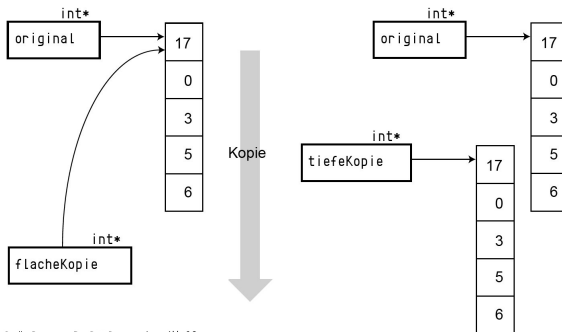 int*
original
17
0
3
5
6
Kopie
int*
flacheKopie
int*
original
17
0
3
5
6
int*
tiefeKopie
17
0
3
5
6